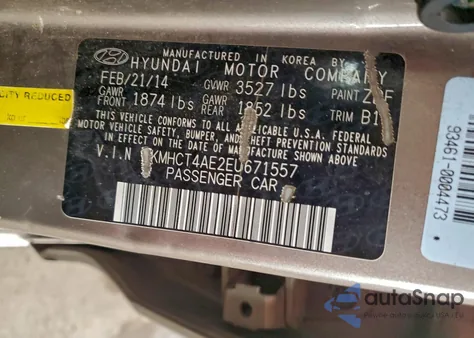 HYUNDAI
MANUFACTURED IN KOREA BY
HYUNDAI MOTOR COMPANY
FEB/21/14 GVWR 3527 lbs PAINT
GAWR FRONT 1874 lbs GAWR REAR 1852 lbs TRIM
THIS VEHICLE CONFORMS TO ALL APPLICABLE U.S.A. FEDERAL
MOTOR VEHICLE SAFETY, BUMPER, AND THEFT PREVENTION
STANDARDS IN EFFECT ON THE DATE OF MANUFACTURE SHOWN ABOVE.
V.I.N KMHCT4AE2EU671557
PASSENGER CAR
CITY REDUCED
93461-0004473
autoSnap